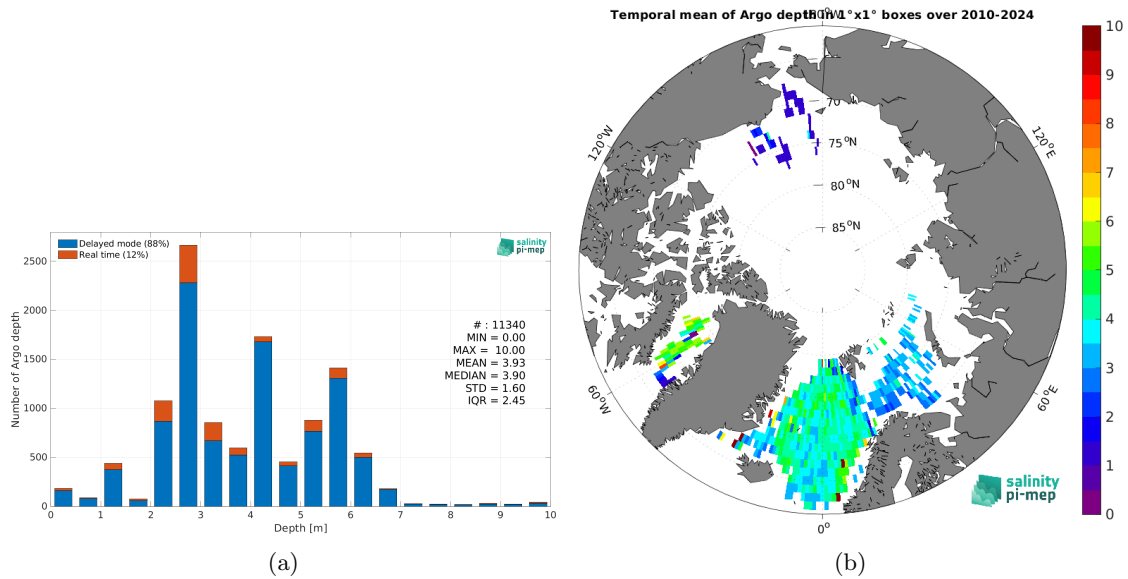 Temporal mean of Argo depth in 1°x1° boxes over 2010-2024
180°W
120°W
120°E
70
75°N
80°N
85°N
60°W
60°E
0°
10
9
8
7
6
5
4
3
2
1
0
salinity
pi-mep
Delayed mode (88%)
Real time (12%)
salinity
pi-mep
# : 11340
MIN = 0.00
MAX = 10.00
MEAN = 3.93
MEDIAN = 3.90
STD = 1.60
IQR = 2.45
Number of Argo depth
2500
2000
1500
1000
500
0
0 1 2 3 4 5 6 7 8 9 10
Depth [m]
(a)
(b)